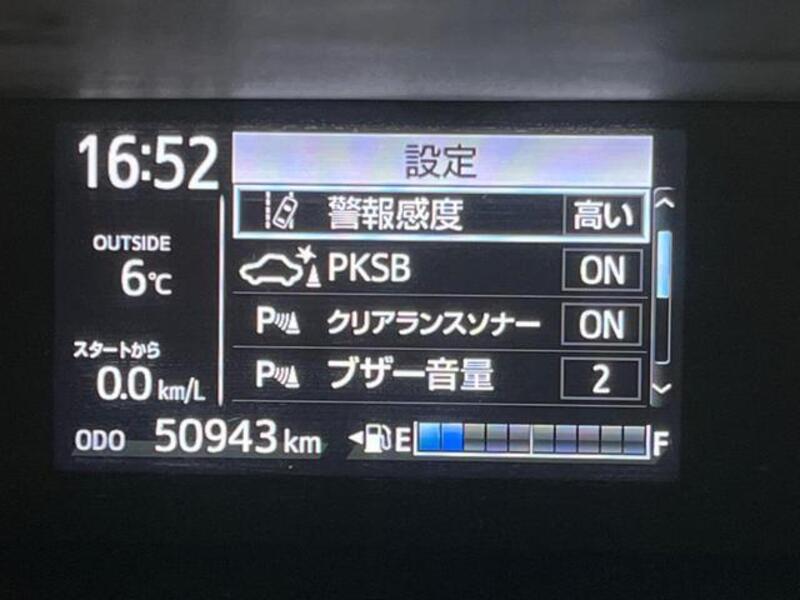 16:52
設定
警報感度 高い
OUTSIDE
6℃
PKSB ON
P クリアランスソナー ON
スタートから
0.0 km/L
P ブザー音量 2
ODO 50943 km E F